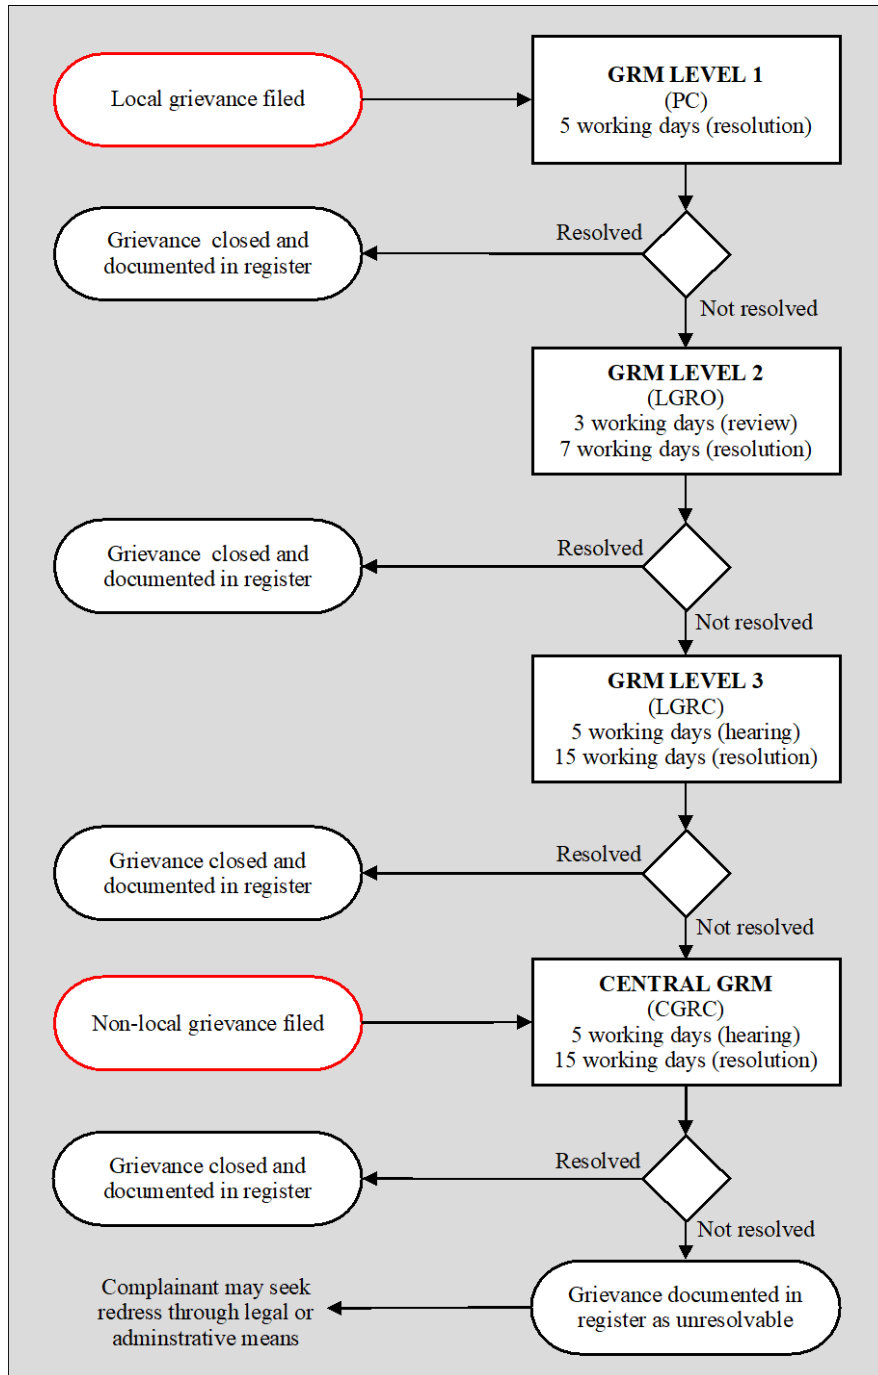 Local grievance filed
GRM LEVEL 1
(PC)
5 working days (resolution)
Resolved
Grievance closed and
documented in register
Not resolved
GRM LEVEL 2
(LGRO)
3 working days (review)
7 working days (resolution)
Resolved
Grievance closed and
documented in register
Not resolved
GRM LEVEL 3
(LGRC)
5 working days (hearing)
15 working days (resolution)
Resolved
Grievance closed and
documented in register
Not resolved
Non-local grievance filed
CENTRAL GRM
(CGRC)
5 working days (hearing)
15 working days (resolution)
Resolved
Grievance closed and
documented in register
Not resolved
Grievance documented in
register as unresolvable
Complainant may seek
redress through legal or
adminstrative means